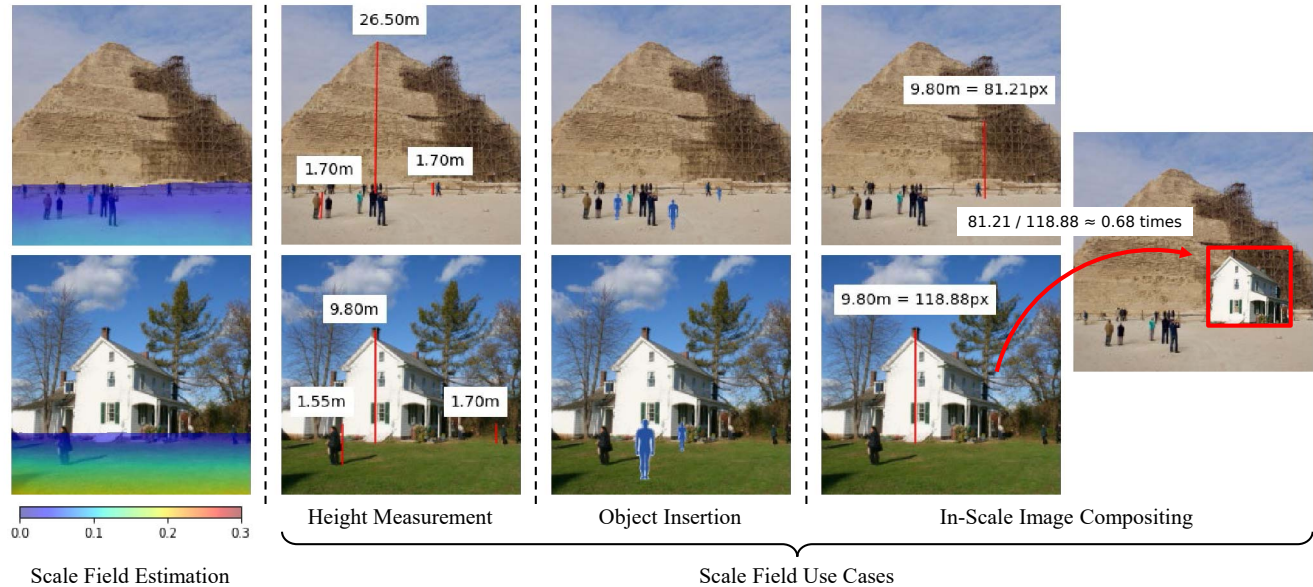 26.50m
1.70m
1.70m
9.80m = 81.21px
81.21 / 118.88 ≈ 0.68 times
9.80m
1.55m
1.70m
9.80m = 118.88px
0.0 0.1 0.2 0.3
Height Measurement
Object Insertion
In-Scale Image Compositing
Scale Field Estimation
Scale Field Use Cases